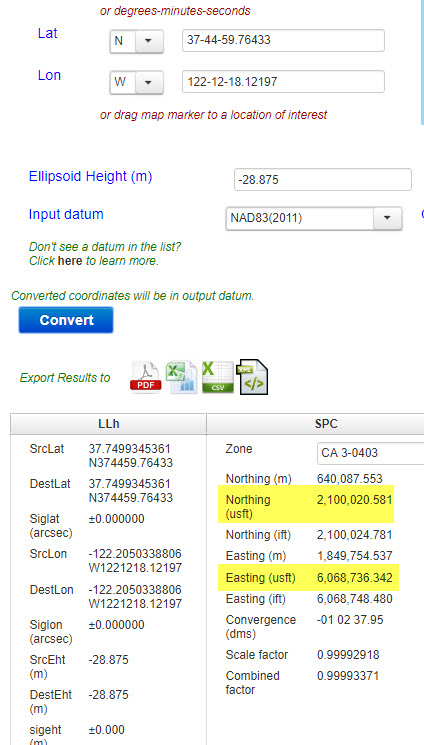 or degrees-minutes-seconds
Lat
N
37-44-59.76433
Lon
W
122-12-18.12197
or drag map marker to a location of interest
Ellipsoid Height (m)
-28.875
Input datum
NAD83(2011)
Don't see a datum in the list?
Click here to learn more.
Converted coordinates will be in output datum.
Convert
Export Results to
PDF
X
X
CSV
XML
</>
LLh
SPC
SrcLat
37.7499345361
N374459.76433
DestLat
37.7499345361
N374459.76433
Siglat
(arcsec)
±0.000000
SrcLon
-122.2050338806
W1221218.12197
DestLon
-122.2050338806
W1221218.12197
Siglon
(arcsec)
±0.000000
SrcEht
(m)
-28.875
DestEht
(m)
-28.875
sigeht
(m)
±0.000
Zone
CA 3-0403
Northing (m)
640,087.553
Northing
(usft)
2,100,020.581
Northing (ift)
2,100,024.781
Easting (m)
1,849,754.537
Easting (usft)
6,068,736.342
Easting (ift)
6,068,748.480
Convergence
(dms)
-01 02 37.95
Scale factor
0.99992918
Combined
factor
0.99993371